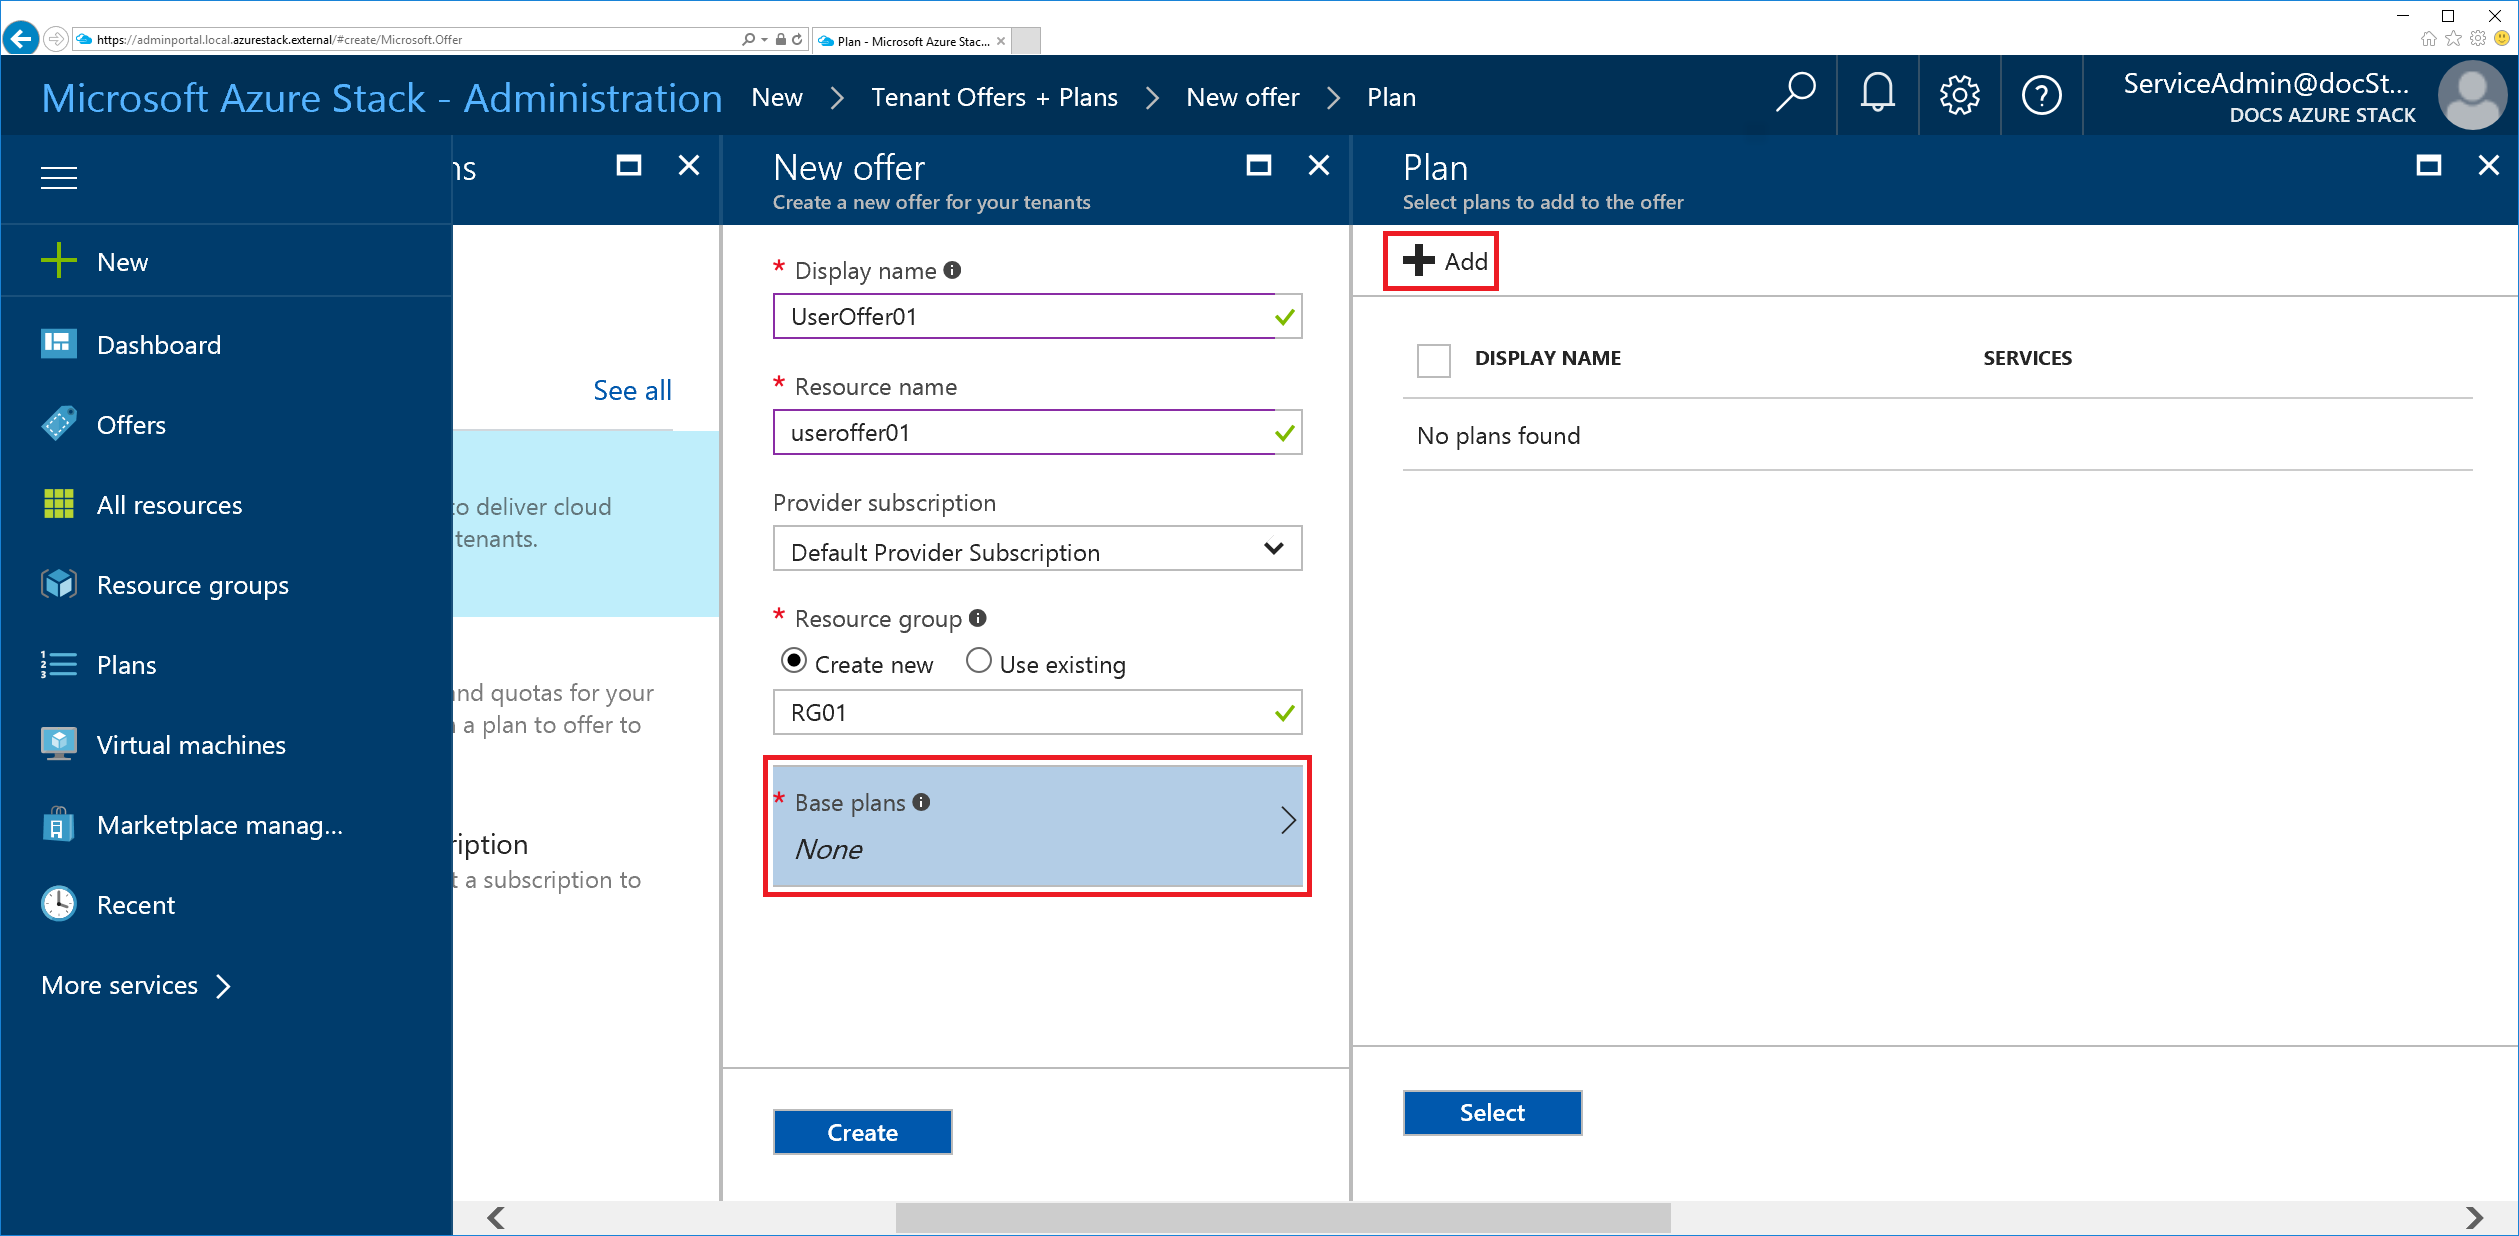 https://adminportal.local.azurestack.external/#create/Microsoft.Offer
Plan - Microsoft Azure Stac...
Microsoft Azure Stack - Administration
New
Tenant Offers + Plans
New offer
Plan
ServiceAdmin@docSt...
DOCS AZURE STACK
New
Dashboard
Offers
All resources
Resource groups
Plans
Virtual machines
Marketplace manag...
Recent
More services
ns
See all
to deliver cloud
tenants.
and quotas for your
a plan to offer to
ription
t a subscription to
New offer
Create a new offer for your tenants
* Display name
UserOffer01
* Resource name
useroffer01
Provider subscription
Default Provider Subscription
* Resource group
Create new
Use existing
RG01
* Base plans
None
Create
Plan
Select plans to add to the offer
Add
DISPLAY NAME
SERVICES
No plans found
Select